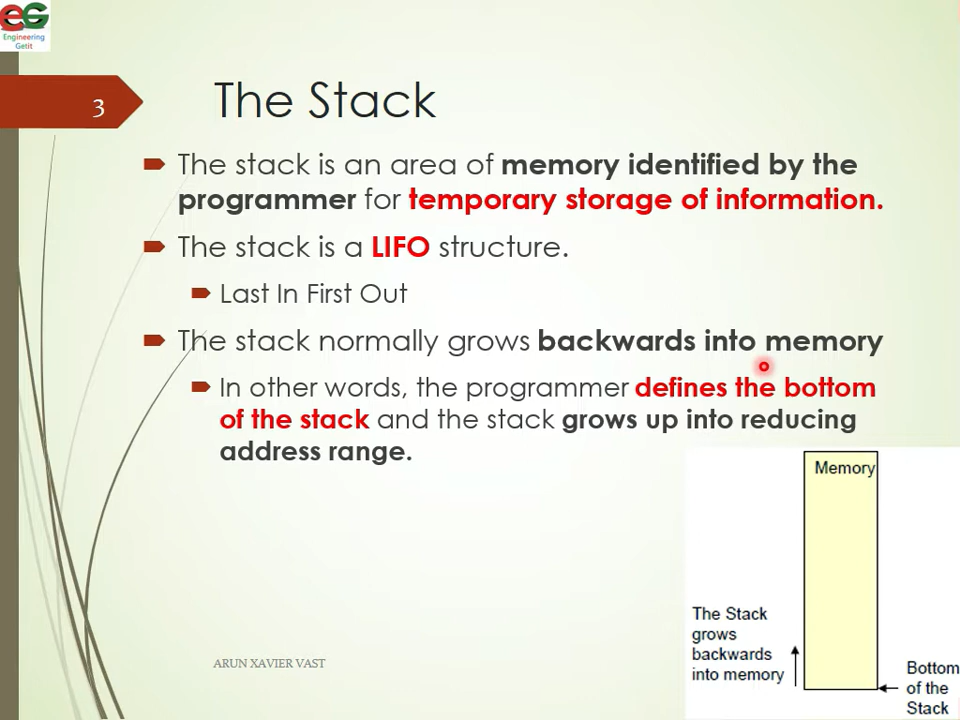 EG
Engineering
Getit
3
The Stack
The stack is an area of memory identified by the
programmer for temporary storage of information.
The stack is a LIFO structure.
Last In First Out
The stack normally grows backwards into memory
In other words, the programmer defines the bottom
of the stack and the stack grows up into reducing
address range.
Memory
The Stack
grows
backwards
into memory
Bottom
of the
Stack
ARUN XAVIER VAST